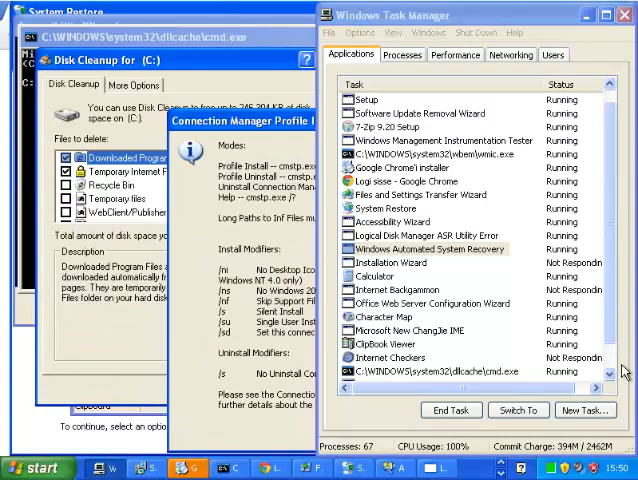 System Restore
C:\WINDOWS\system32\dllcache\cmd.exe
Disk Cleanup for (C:)
Disk Cleanup
More Options
You can use Disk Cleanup to free up to
space on (C:).
Files to delete:
Downloaded Program
Temporary Internet F
Recycle Bin
Temporary files
WebClient/Publisher
Total amount of disk space you
Description
Downloaded Program Files a
downloaded automatically fro
pages. They are temporarily
Files folder on your hard disk
Clipboard
To continue, select an option
Connection Manager Profile I
Modes:
Profile Install -- cmstp.exe
Profile Uninstall -- cmstp.ex
Uninstall Connection Mana
Help -- cmstp.exe /?
Long Paths to Inf Files mus
Install Modifiers:
/ni No Desktop Icon
Windows NT 4.0 only)
/ns No Windows 20
/nf Skip Support Fil
/s Silent Install
/su Single User Inst
/sd Set this connec
Uninstall Modifiers:
/s No Uninstall Con
Please see the Connection
further details about the
Windows Task Manager
File Options View Windows Shut Down Help
Applications Processes Performance Networking Users
Task Status
Setup Running
Software Update Removal Wizard Running
7-Zip 9.20 Setup Running
Windows Management Instrumentation Tester Running
C:\WINDOWS\system32\wbem\wmic.exe Running
Google Chrome'i installer Running
Logi sisse - Google Chrome Running
Files and Settings Transfer Wizard Running
System Restore Running
Accessibility Wizard Running
Logical Disk Manager ASR Utility Error Running
Windows Automated System Recovery Running
Installation Wizard Not Respondin
Calculator Running
Internet Backgammon Not Respondin
Office Web Server Configuration Wizard Running
Character Map Running
Microsoft New ChangJie IME Running
ClipBook Viewer Running
Internet Checkers Not Respondin
C:\WINDOWS\system32\dllcache\cmd.exe Running
End Task Switch To New Task...
Processes: 67 CPU Usage: 100% Commit Charge: 394M / 2462M
start W S. G C L. F. S. A L. 15:50